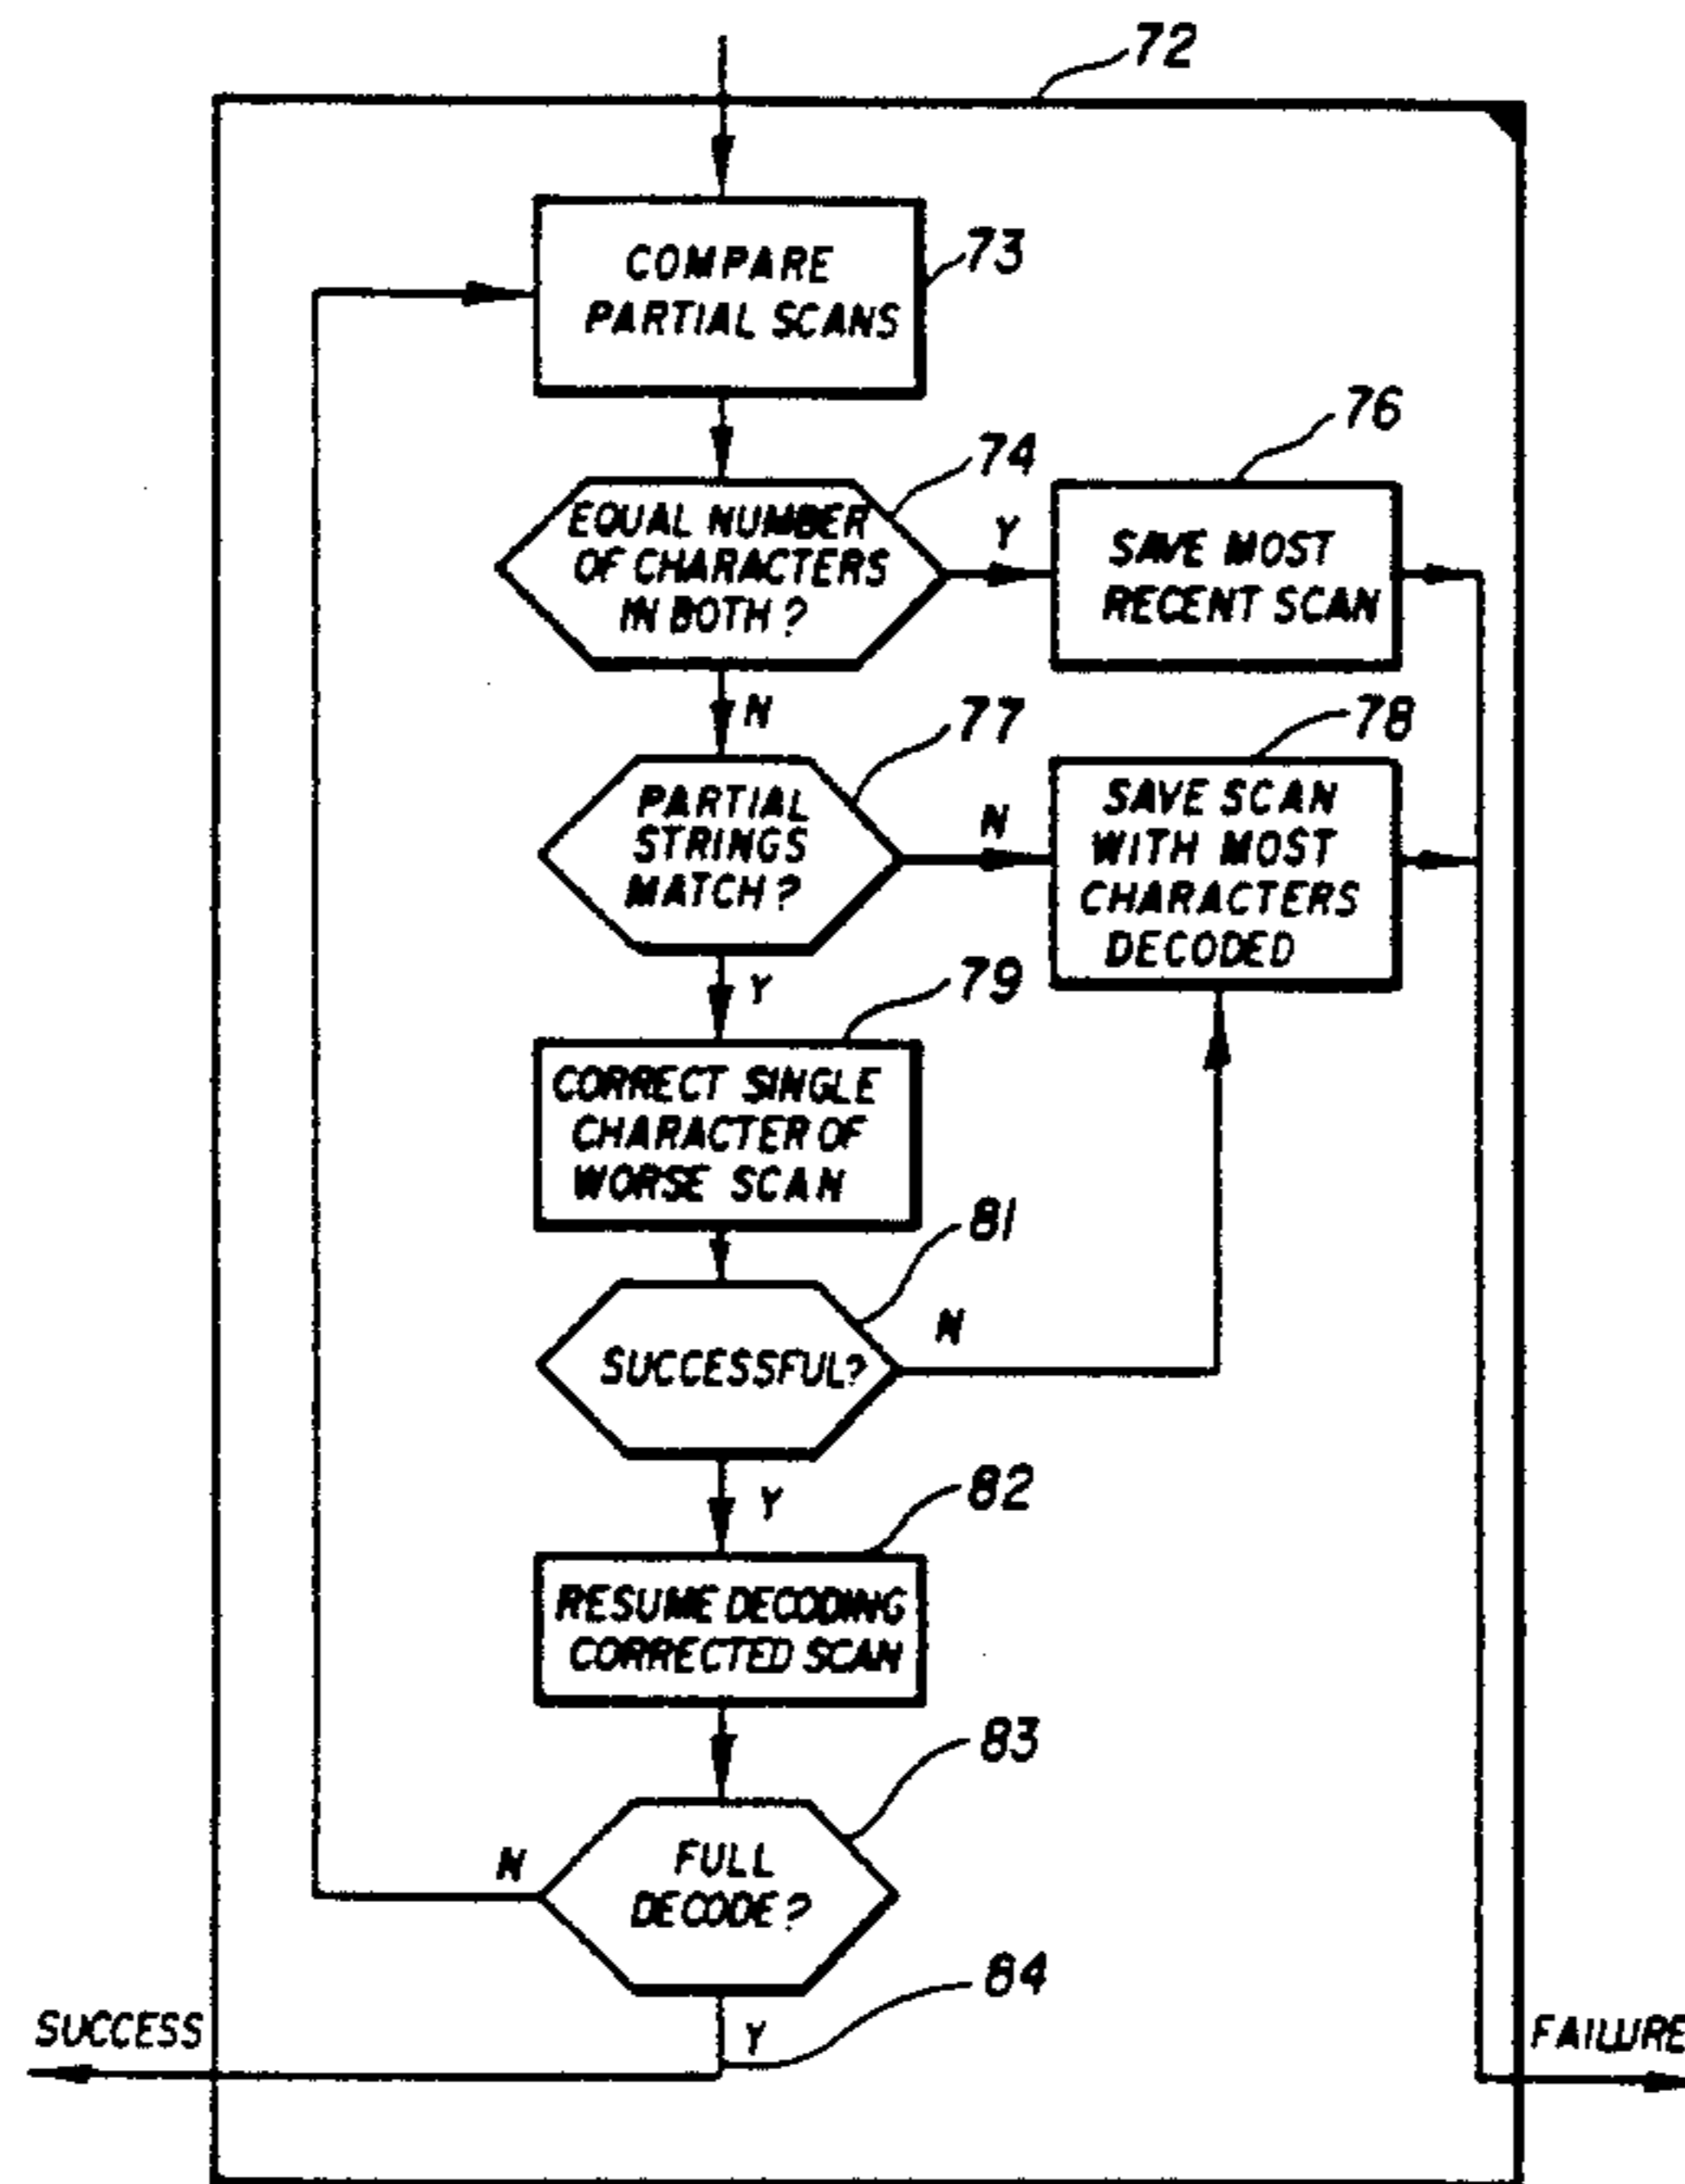 72
COMPARE
PARTIAL SCANS
73
EQUAL NUMBER
OF CHARACTERS
IN BOTH?
74
Y
SAVE MOST
RECENT SCAN
76
N
PARTIAL
STRINGS
MATCH?
77
N
SAVE SCAN
WITH MOST
CHARACTERS
DECODED
78
Y
CORRECT SINGLE
CHARACTER OF
WORSE SCAN
79
SUCCESSFUL?
81
N
Y
RESUME DECODING
CORRECTED SCAN
82
FULL
DECODE?
83
N
Y
84
SUCCESS
FAILURE